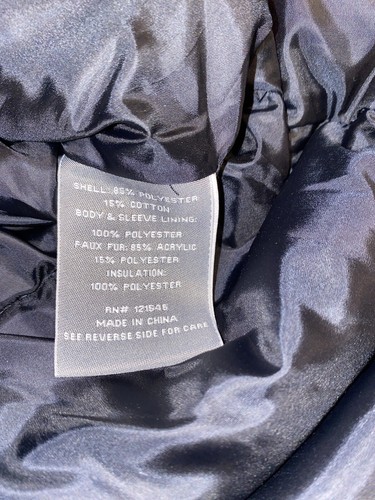 SHELL: 85% POLYESTER
15% COTTON
BODY & SLEEVE LINING:
100% POLYESTER
FAUX FUR: 85% ACRYLIC
15% POLYESTER
INSULATION:
100% POLYESTER
RN# 121545
MADE IN CHINA
SEE REVERSE SIDE FOR CARE